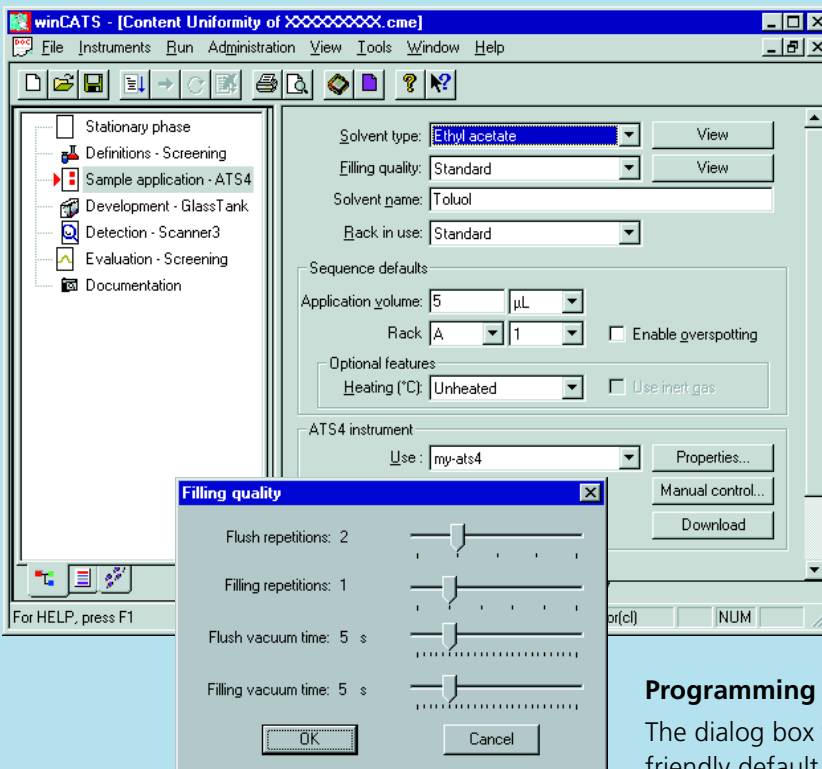 winCATS - [Content Uniformity of XXXXXXXXX.cme]
File Instruments Run Administration View Tools Window Help
Stationary phase
Definitions - Screening
Sample application - ATS4
Development - GlassTank
Detection - Scanner3
Evaluation - Screening
Documentation
Solvent type: Ethyl acetate View
Filling quality: Standard View
Solvent name: Toluol
Rack in use: Standard
Sequence defaults
Application volume: 5 µL
Rack A 1 Enable overspotting
Optional features
Heating (°C): Unheated Use inert gas
ATS4 instrument
Use : my-ats4 Properties...
Manual control...
Download
For HELP, press F1
or(cl) NUM
Filling quality
Flush repetitions: 2
Filling repetitions: 1
Flush vacuum time: 5 s
Filling vacuum time: 5 s
OK Cancel
Programming
The dialog box
friendly default